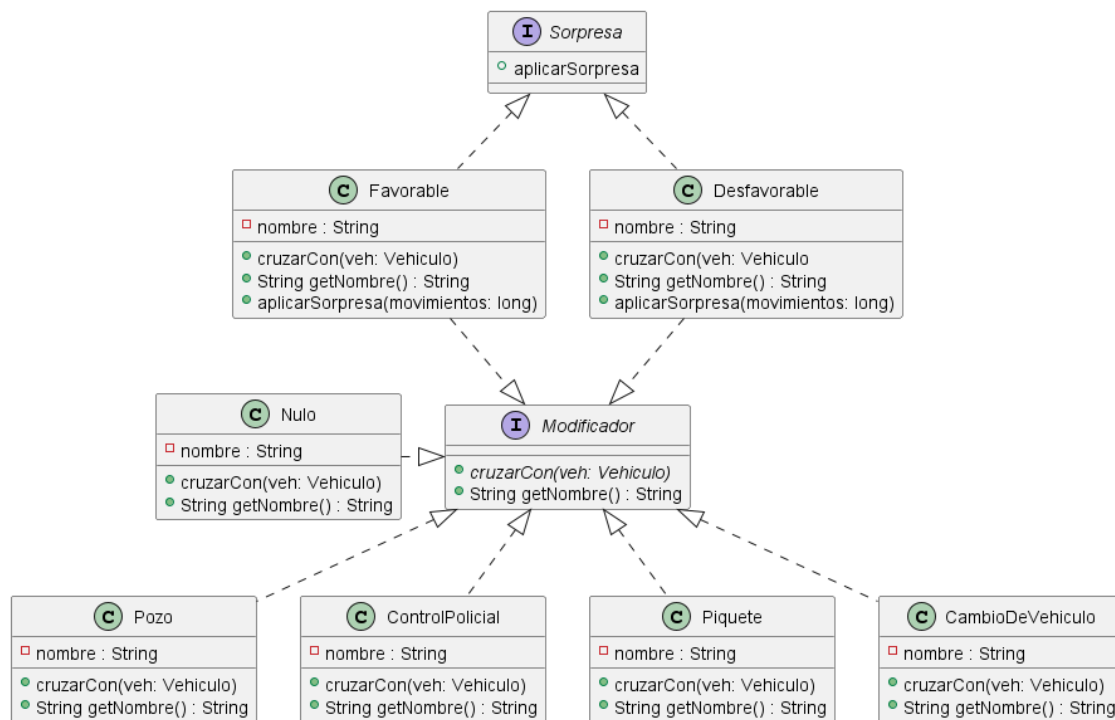 I Sorpresa
aplicarSorpresa
C Favorable
nombre : String
cruzarCon(veh: Vehiculo)
String getNombre() : String
aplicarSorpresa(movimientos: long)
C Desfavorable
nombre : String
cruzarCon(veh: Vehiculo
String getNombre() : String
aplicarSorpresa(movimientos: long)
C Nulo
nombre : String
cruzarCon(veh: Vehiculo)
String getNombre() : String
I Modificador
cruzarCon(veh: Vehiculo)
String getNombre() : String
C Pozo
nombre : String
cruzarCon(veh: Vehiculo)
String getNombre() : String
C ControlPolicial
nombre : String
cruzarCon(veh: Vehiculo)
String getNombre() : String
C Piquete
nombre : String
cruzarCon(veh: Vehiculo)
String getNombre() : String
C CambioDeVehiculo
nombre : String
cruzarCon(veh: Vehiculo)
String getNombre() : String